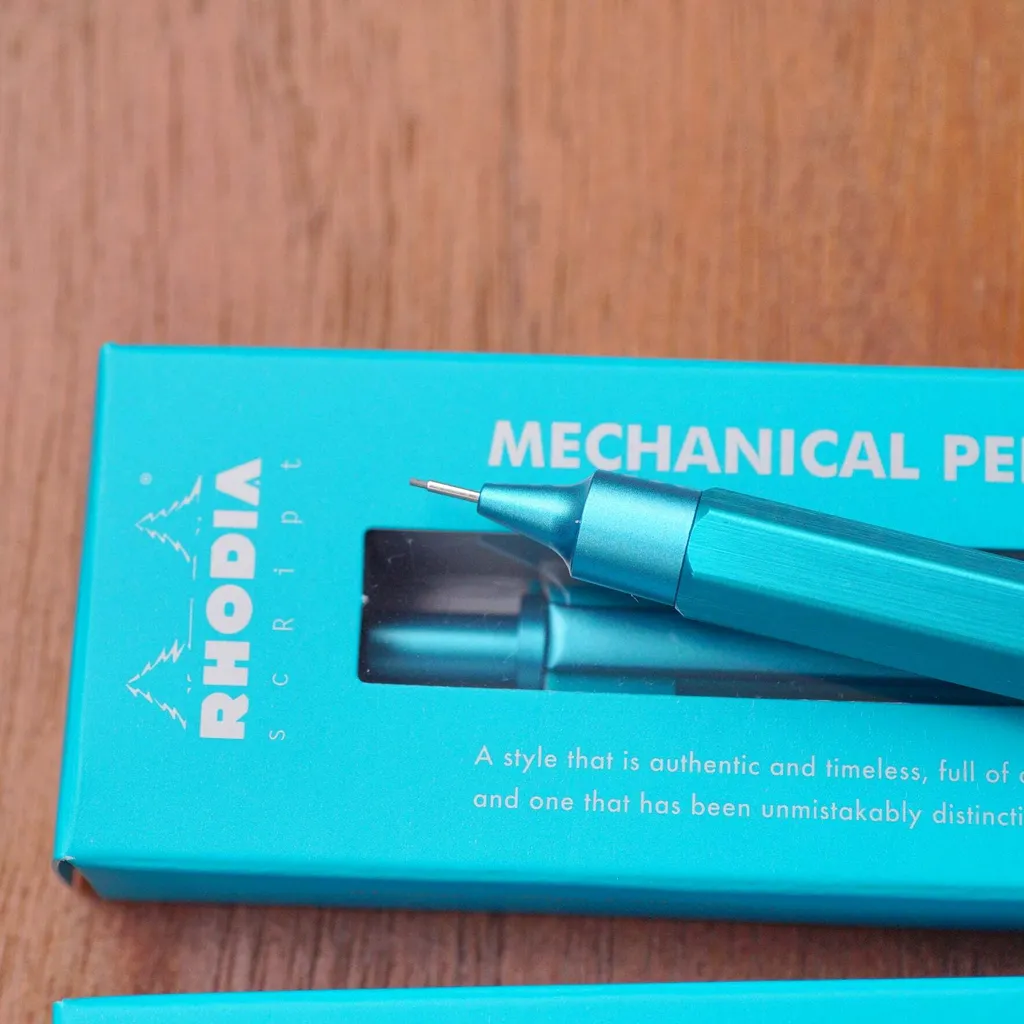 RHODIA
scRipt
®
MECHANICAL PE
A style that is authentic and timeless, full of
and one that has been unmistakably distincti